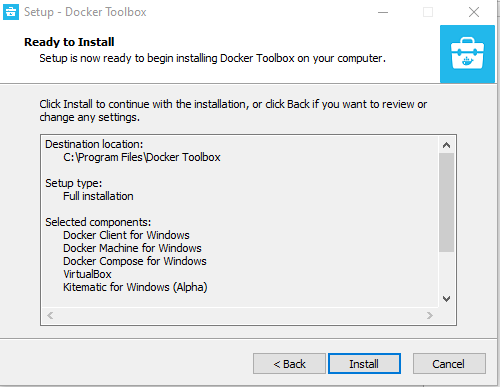 Setup - Docker Toolbox
Ready to Install
Setup is now ready to begin installing Docker Toolbox on your computer.
Click Install to continue with the installation, or click Back if you want to review or
change any settings.
Destination location:
C:\Program Files\Docker Toolbox
Setup type:
Full installation
Selected components:
Docker Client for Windows
Docker Machine for Windows
Docker Compose for Windows
VirtualBox
Kitematic for Windows (Alpha)
< Back
Install
Cancel